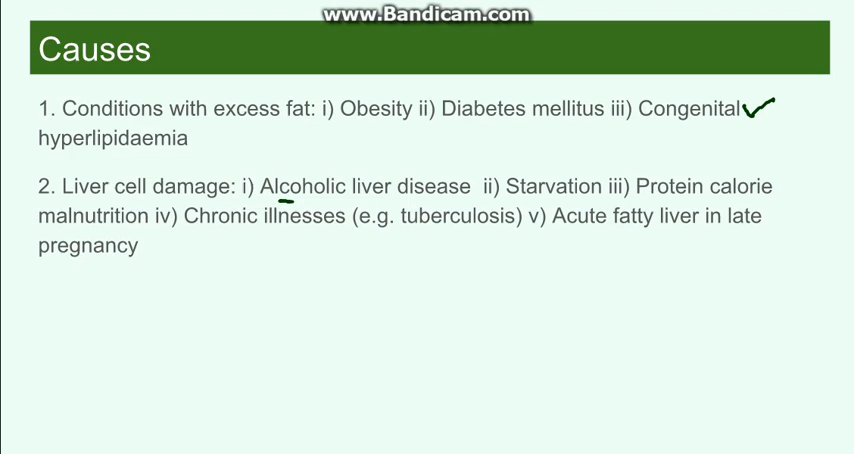 www.Bandicam.com
Causes
1. Conditions with excess fat: i) Obesity ii) Diabetes mellitus iii) Congenital
hyperlipidaemia
2. Liver cell damage: i) Alcoholic liver disease  ii) Starvation iii) Protein calorie
malnutrition iv) Chronic illnesses (e.g. tuberculosis) v) Acute fatty liver in late
pregnancy